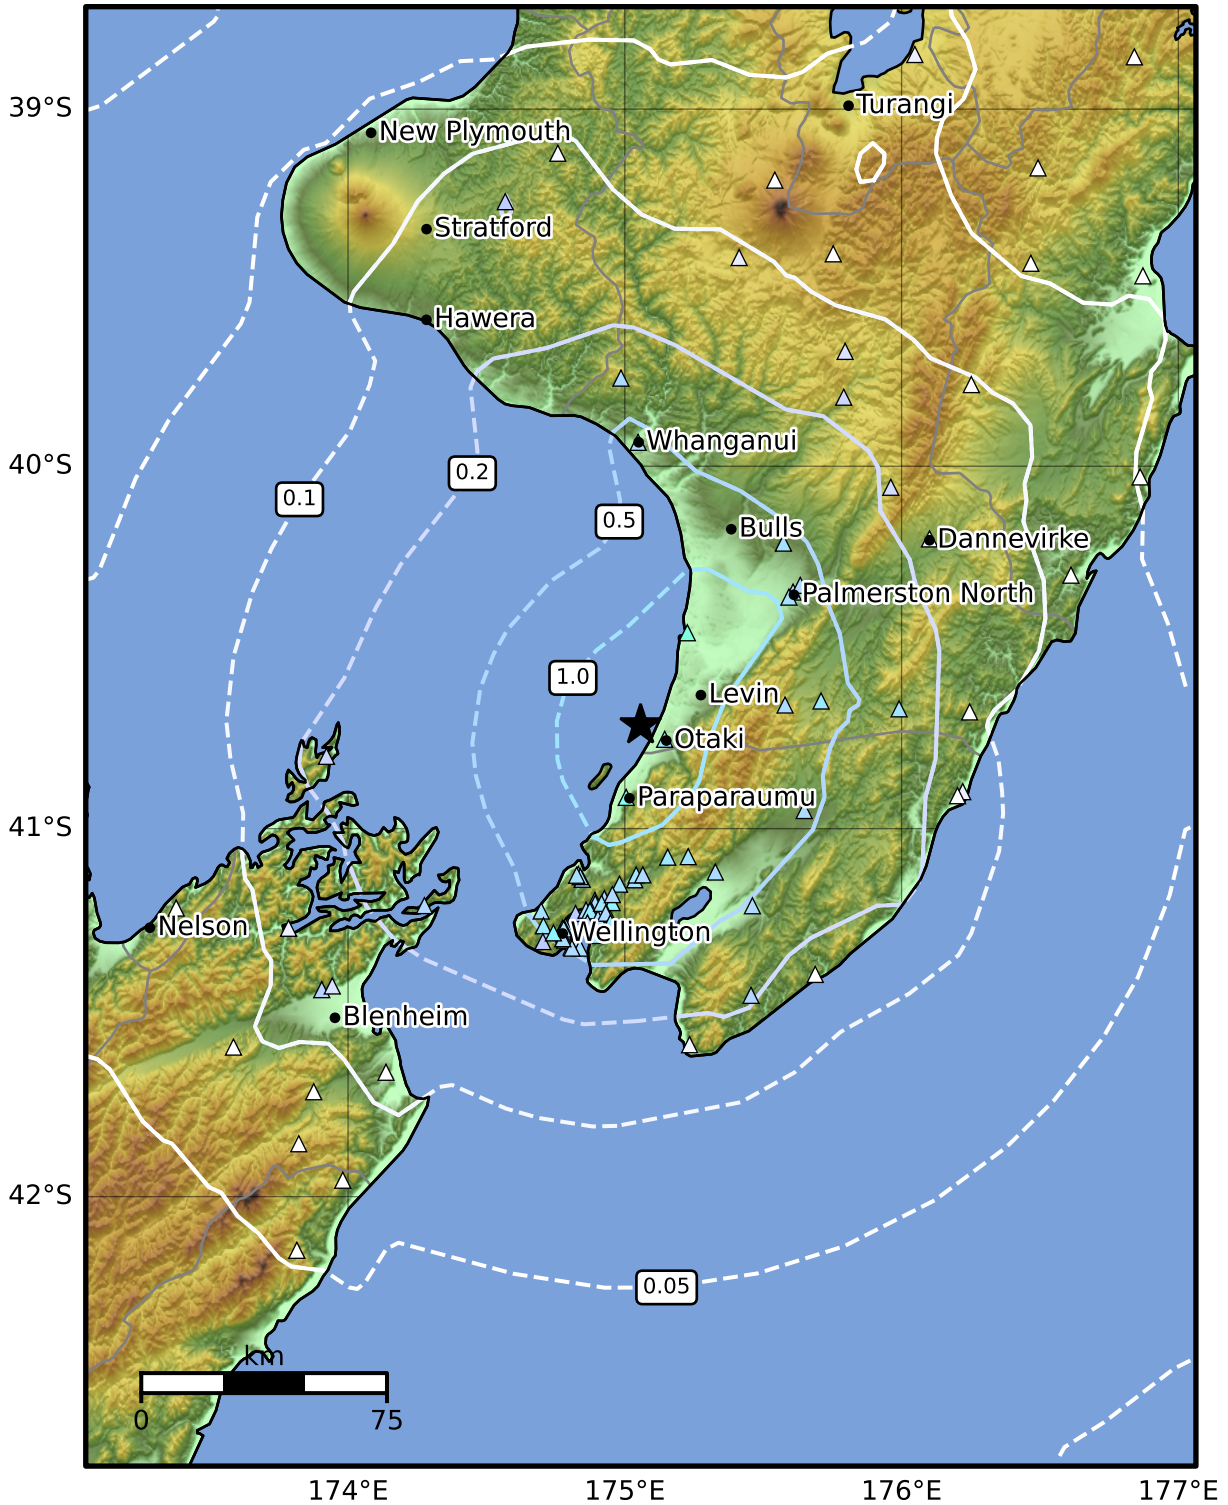 39°S
Turangi
New Plymouth
Stratford
Hawera
Whanganui
40°S
0.2
0.1
0.5
Bulls
Dannevirke
Palmerston North
1.0
Levin
Otaki
Paraparaumu
41°S
Nelson
Wellington
Blenheim
42°S
0.05
km
0
75
174°E
175°E
176°E
177°E